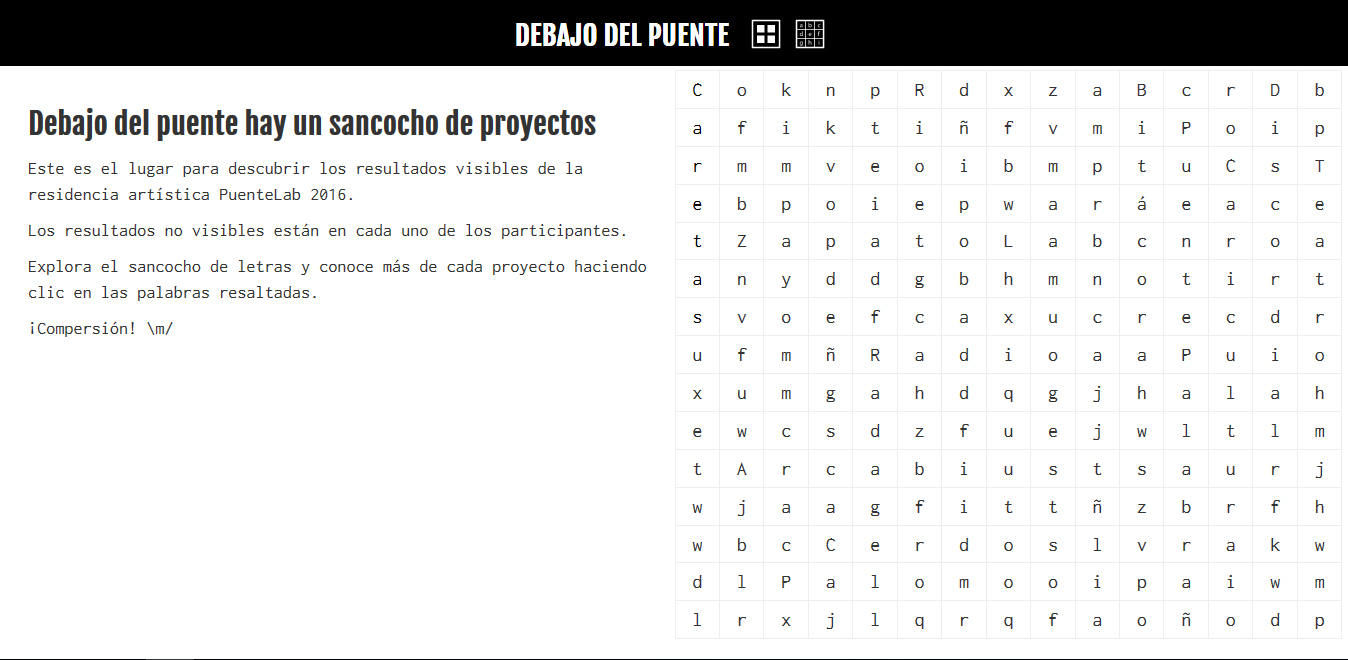 DEBAJO DEL PUENTE
a b c
d e f
g h i
Debajo del puente hay un sancocho de proyectos
Este es el lugar para descubrir los resultados visibles de la
residencia artística PuenteLab 2016.
Los resultados no visibles están en cada uno de los participantes.
Explora el sancocho de letras y conoce más de cada proyecto haciendo
clic en las palabras resaltadas.
¡Compersión! \m/
C o k n p R d x z a B c r D b
a f i k t i ñ f v m i P o i p
r m m v e o i b m p t u C s T
e b p o i e p w a r á e a c e
t Z a p a t o L a b c n r o a
a n y d d g b h m n o t i r t
s v o e f c a x u c r e c d r
u f m ñ R a d i o a a P u i o
x u m g a h d q g j h a l a h
e w c s d z f u e j w l t l m
t A r c a b i u s t s a u r j
w j a a g f i t t ñ z b r f h
w b c C e r d o s l v r a k w
d l P a l o m o o i p a i w m
l r x j l q r q f a o ñ o d p